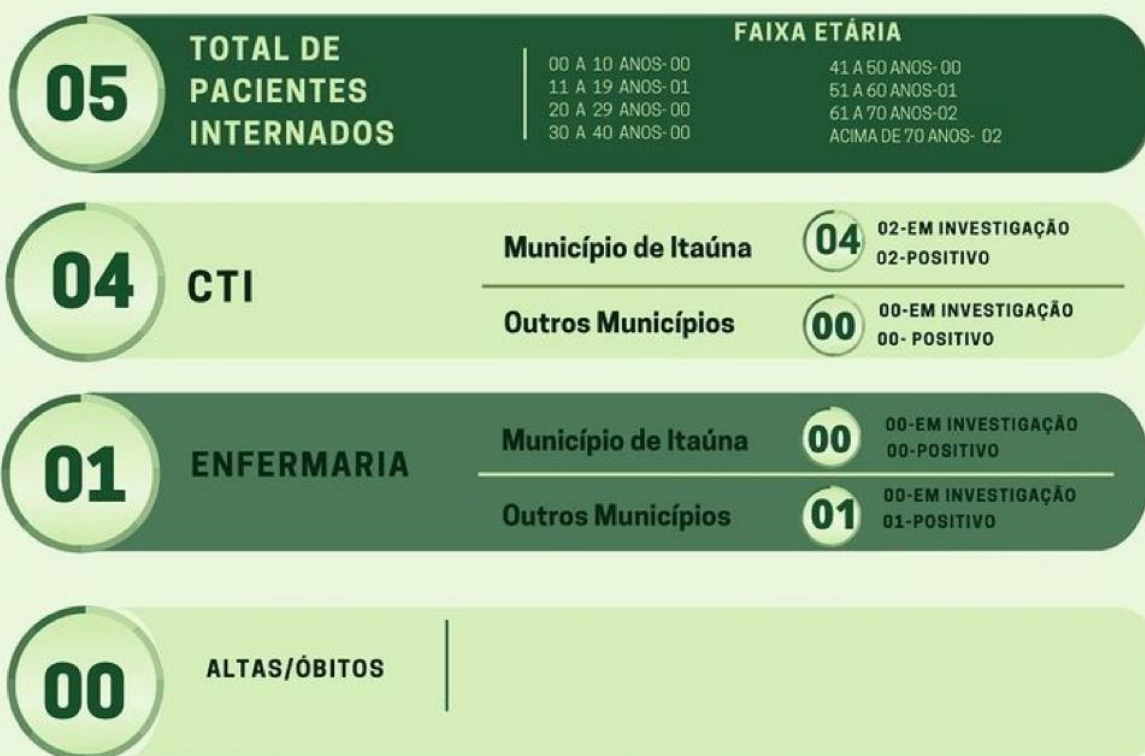 05
TOTAL DE
PACIENTES
INTERNADOS
FAIXA ETÁRIA
00 A 10 ANOS- 00
11 A 19 ANOS- 01
20 A 29 ANOS- 00
30 A 40 ANOS- 00
41 A 50 ANOS- 00
51 A 60 ANOS-01
61 A 70 ANOS-02
ACIMA DE 70 ANOS- 02
04
CTI
Município de Itaúna
04
02-EM INVESTIGAÇÃO
02-POSITIVO
Outros Municípios
00
00-EM INVESTIGAÇÃO
00- POSITIVO
01
ENFERMARIA
Município de Itaúna
00
00-EM INVESTIGAÇÃO
00-POSITIVO
Outros Municípios
01
00-EM INVESTIGAÇÃO
01-POSITIVO
00
ALTAS/ÓBITOS